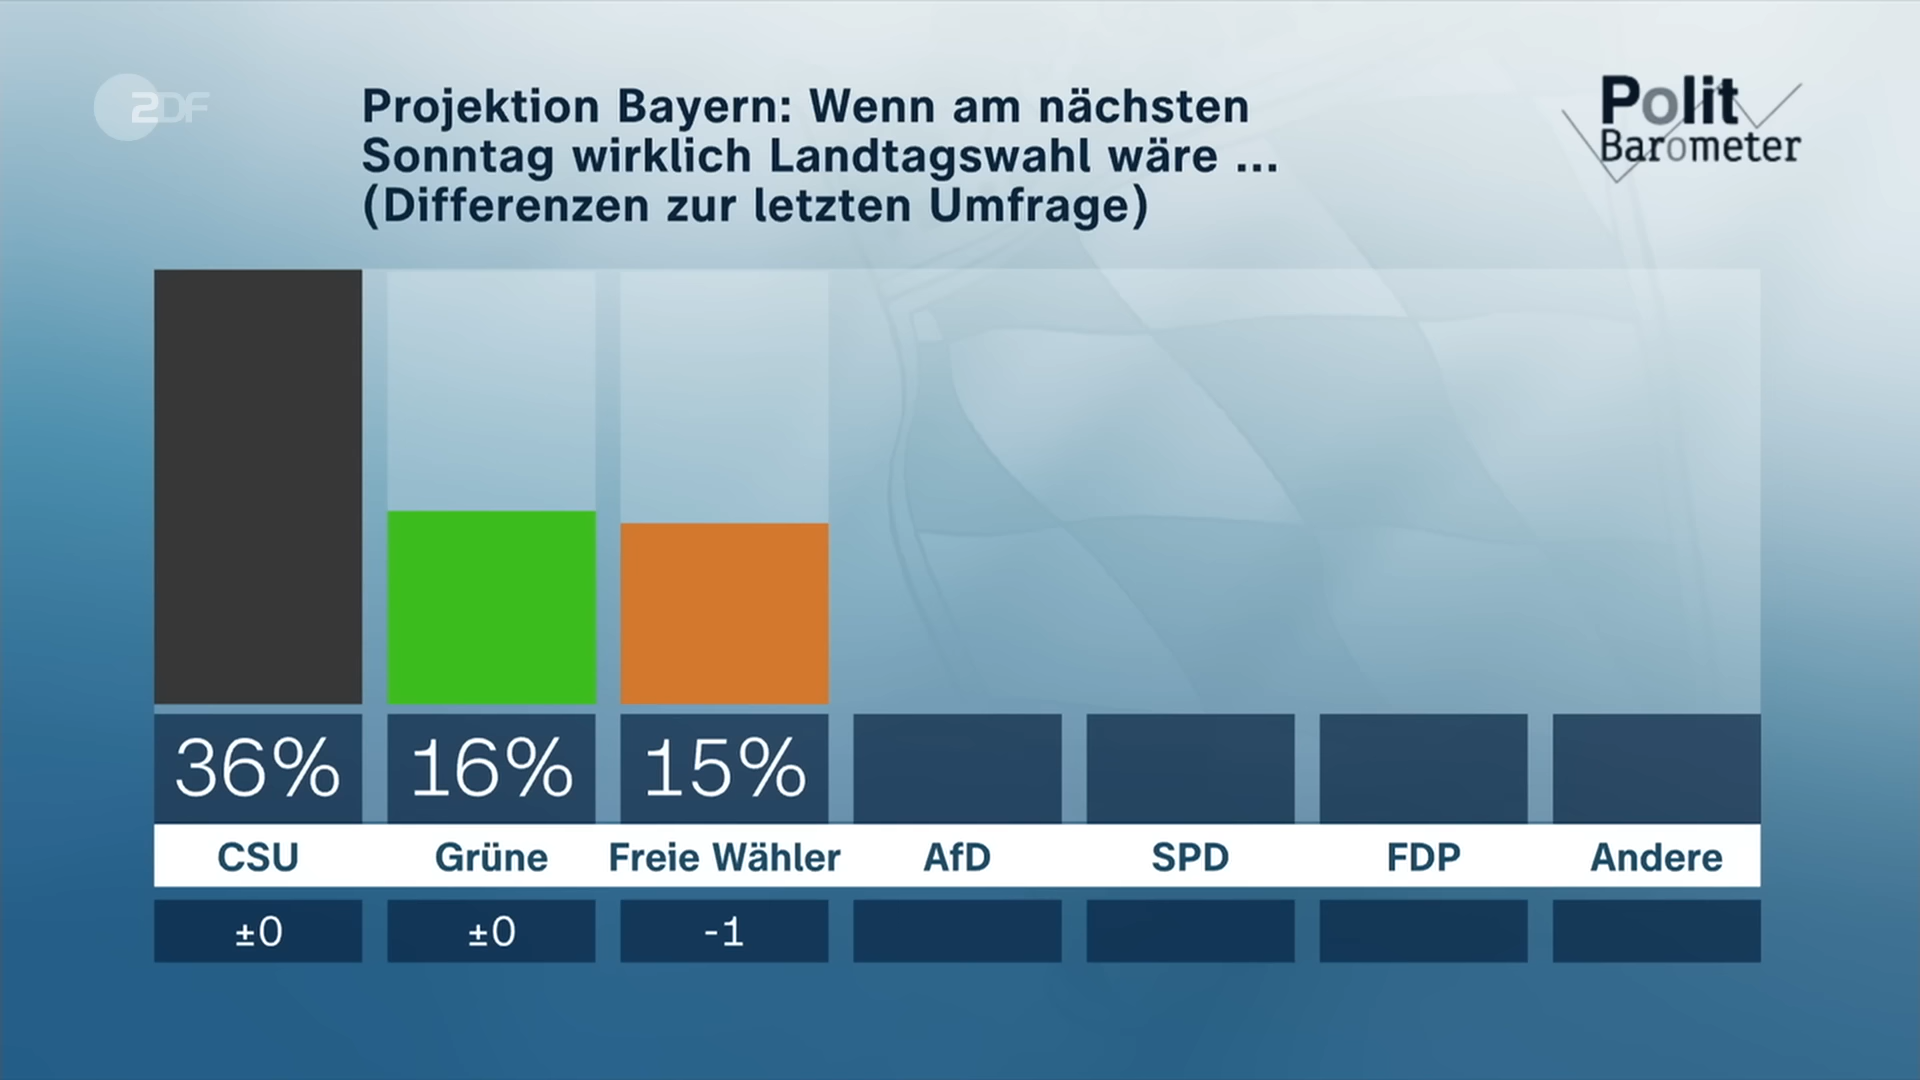 ZDF
Projektion Bayern: Wenn am nächsten
Sonntag wirklich Landtagswahl wäre ...
(Differenzen zur letzten Umfrage)
Polit
Barometer
36% 16% 15%
CSU Grüne Freie Wähler AfD SPD FDP Andere
±0 ±0 -1